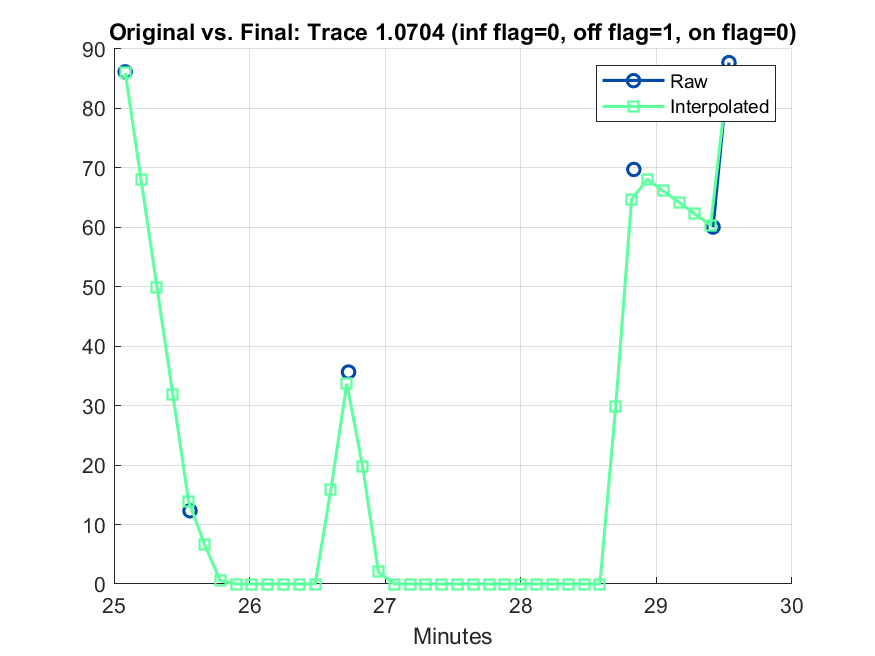 Original vs. Final: Trace 1.0704 (inf flag=0, off flag=1, on flag=0)
90
80
70
60
50
40
30
20
10
0
Raw
Interpolated
25 26 27 28 29 30
Minutes